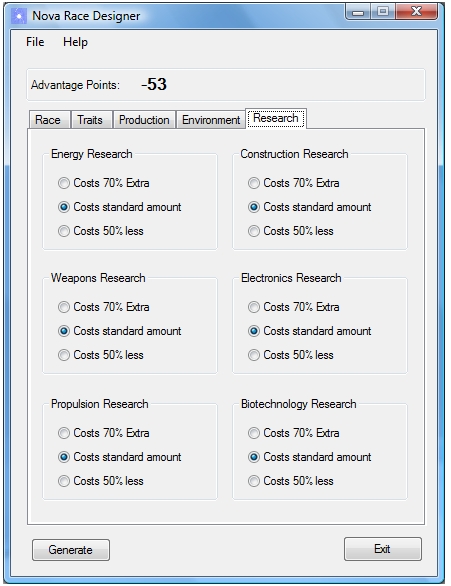 Nova Race Designer
File Help
Advantage Points: -53
Race Traits Production Environment Research
Energy Research
Costs 70% Extra
Costs standard amount
Costs 50% less
Construction Research
Costs 70% Extra
Costs standard amount
Costs 50% less
Weapons Research
Costs 70% Extra
Costs standard amount
Costs 50% less
Electronics Research
Costs 70% Extra
Costs standard amount
Costs 50% less
Propulsion Research
Costs 70% Extra
Costs standard amount
Costs 50% less
Biotechnology Research
Costs 70% Extra
Costs standard amount
Costs 50% less
Generate Exit